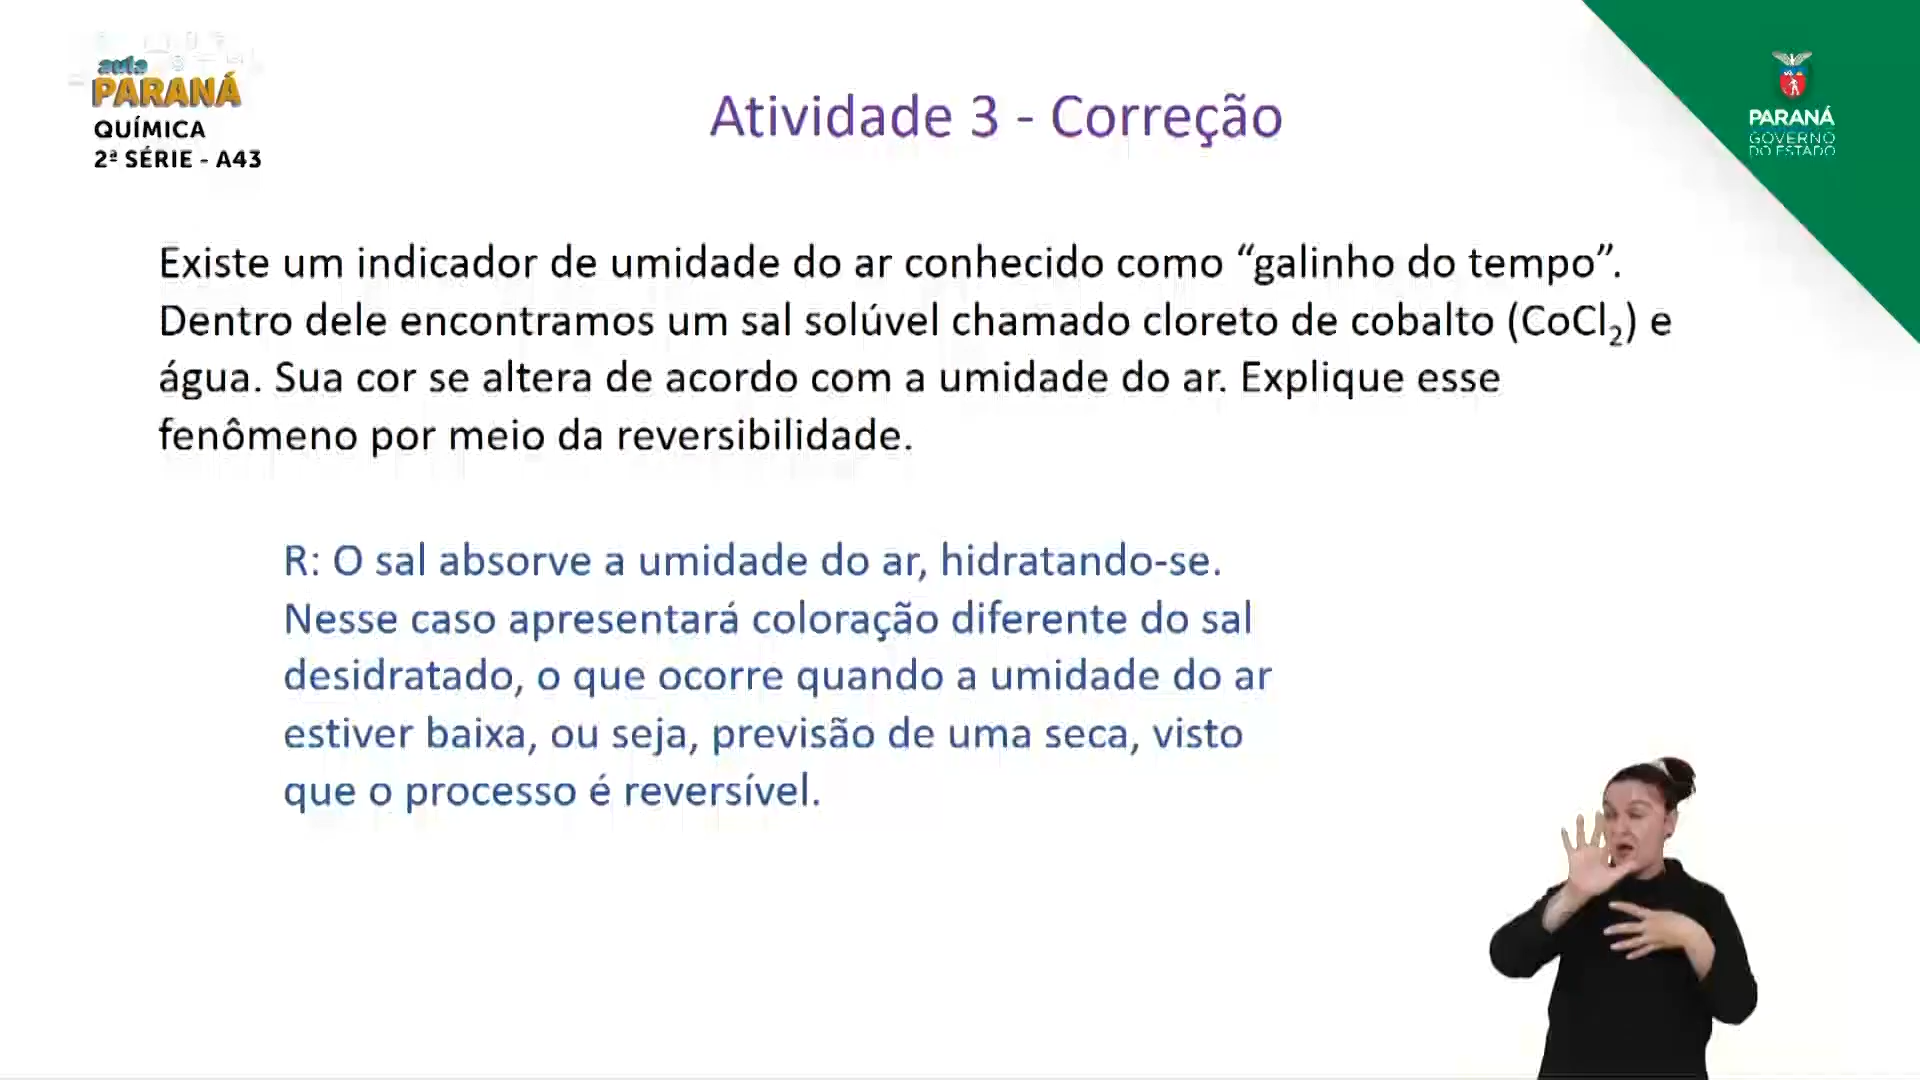 aula
PARANÁ
QUÍMICA
2ª SÉRIE - A43
Atividade 3 - Correção
PARANÁ
GOVERNO
DO ESTADO
Existe um indicador de umidade do ar conhecido como “galinho do tempo”.
Dentro dele encontramos um sal solúvel chamado cloreto de cobalto (CoCl₂) e
água. Sua cor se altera de acordo com a umidade do ar. Explique esse
fenômeno por meio da reversibilidade.
R: O sal absorve a umidade do ar, hidratando-se.
Nesse caso apresentará coloração diferente do sal
desidratado, o que ocorre quando a umidade do ar
estiver baixa, ou seja, previsão de uma seca, visto
que o processo é reversível.